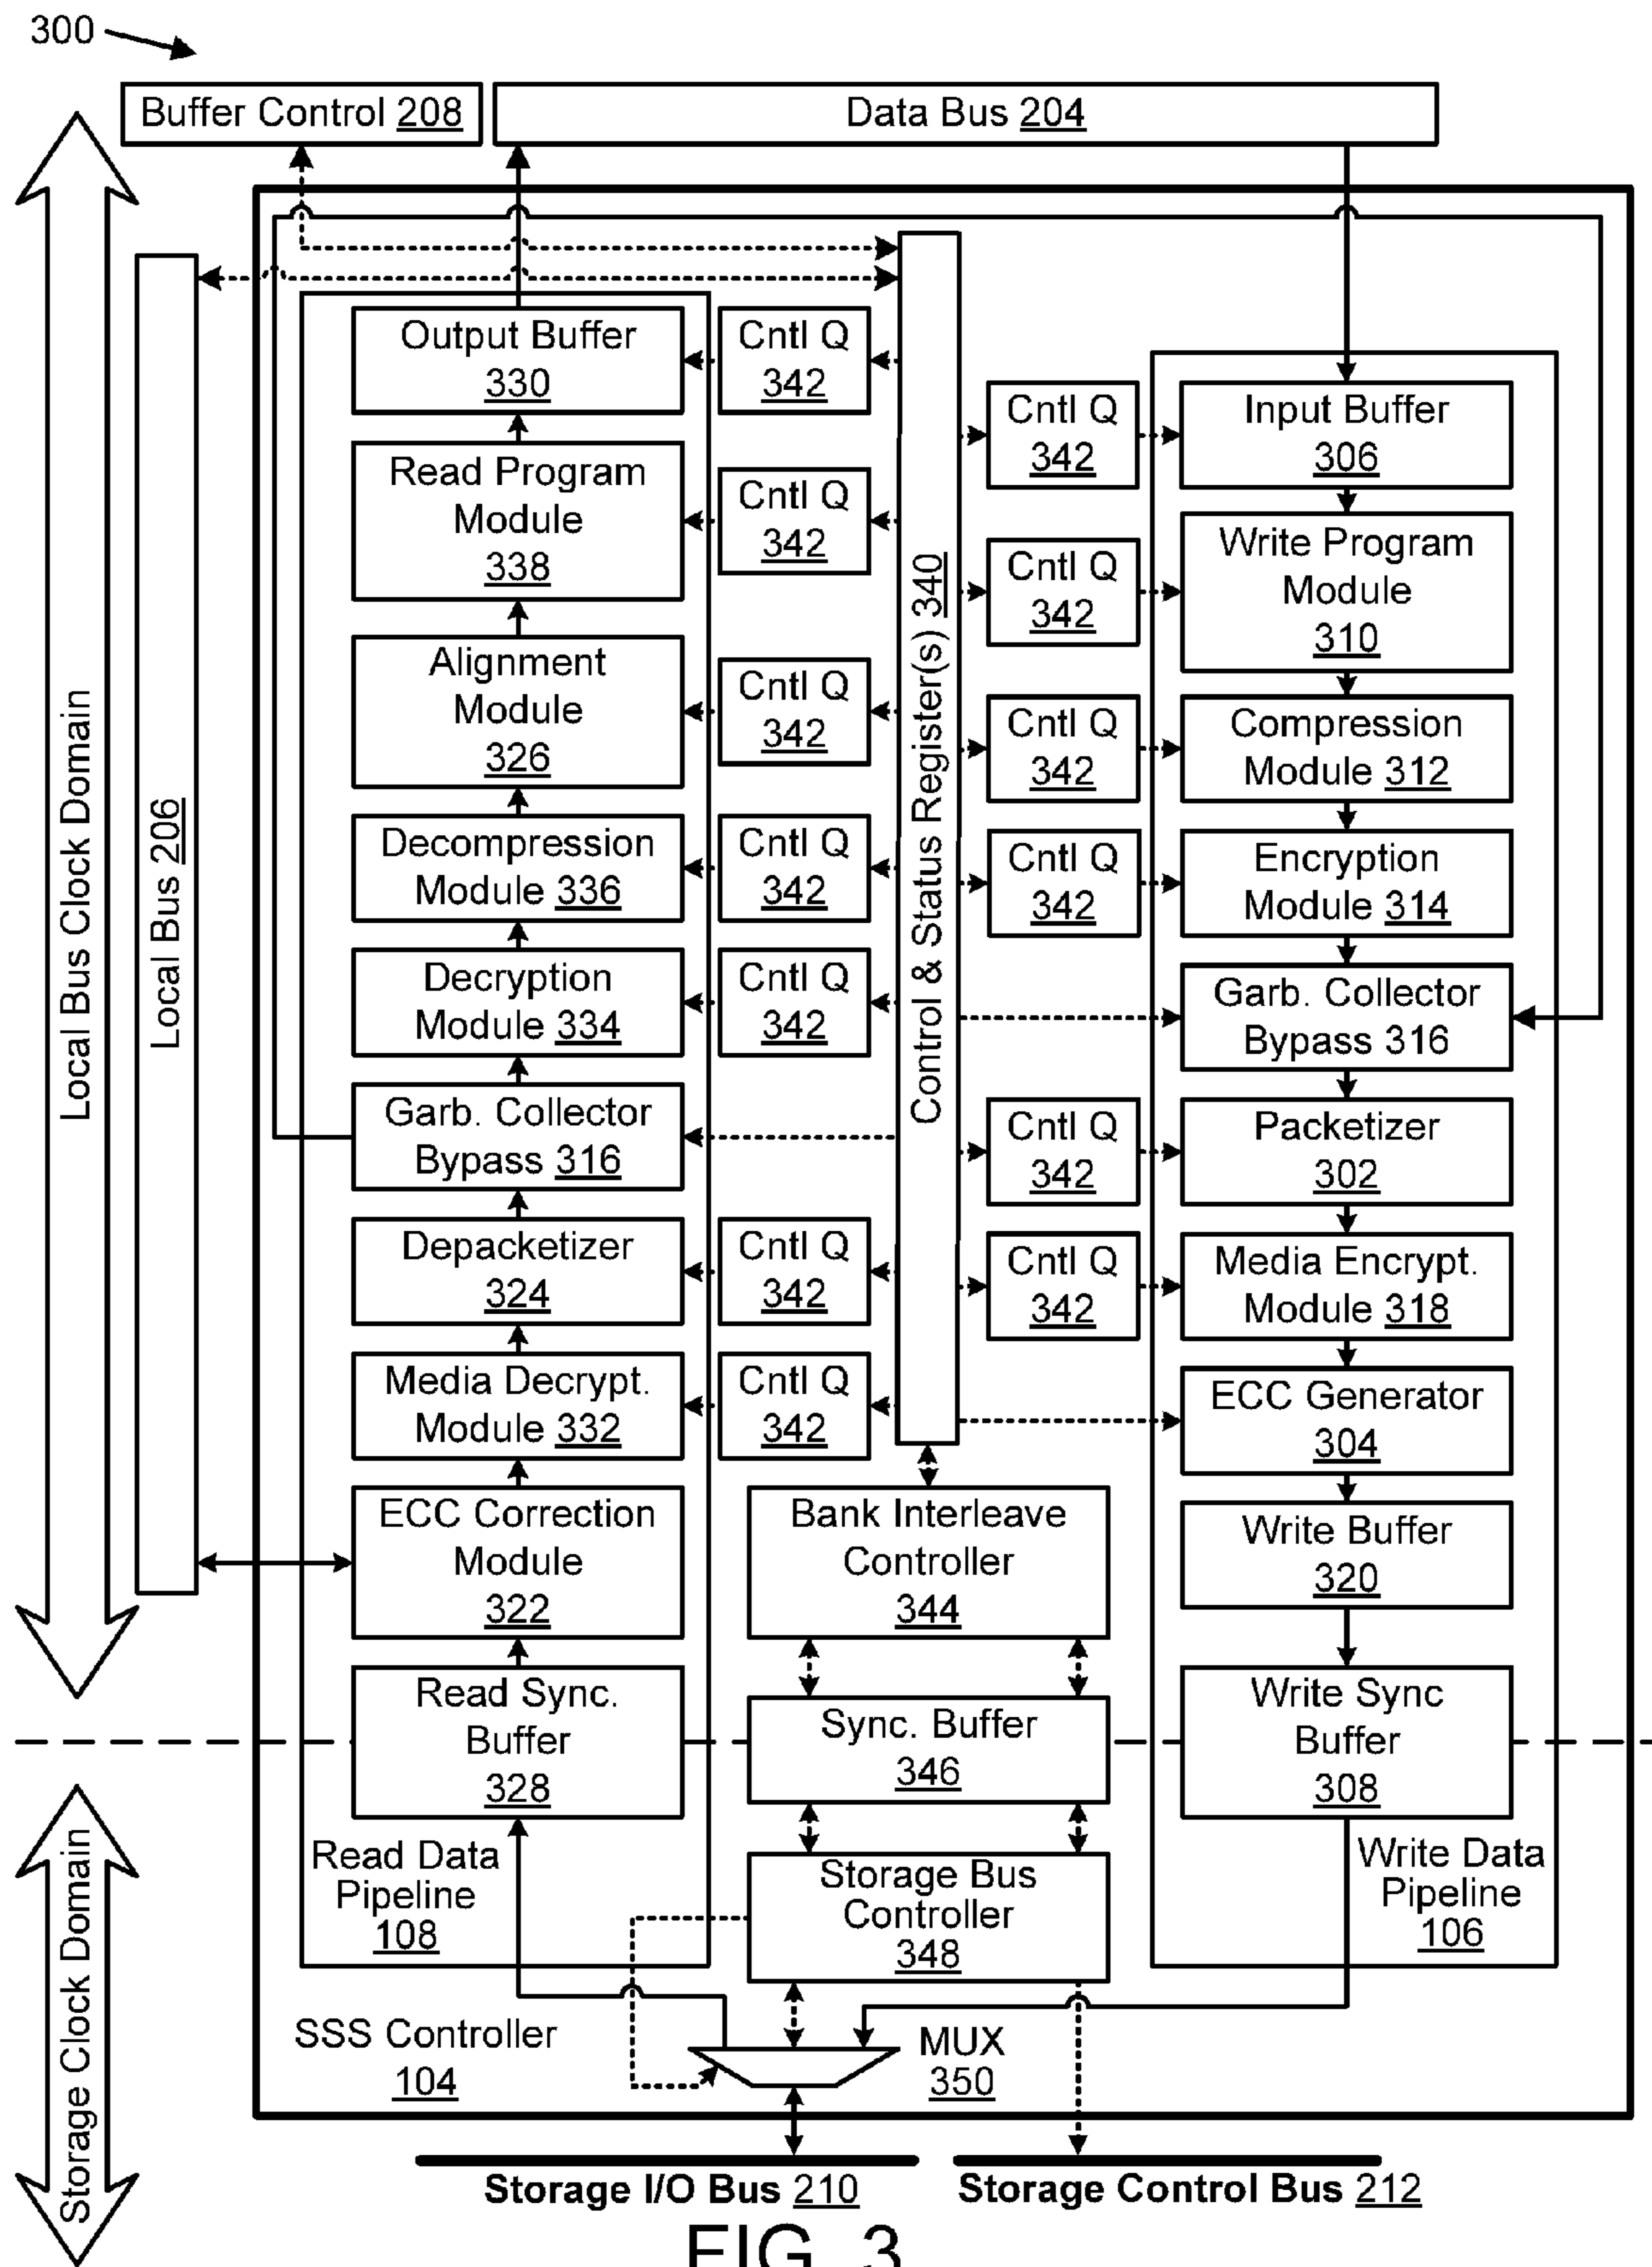 300
Buffer Control 208
Data Bus 204
Local Bus Clock Domain
Local Bus 206
Output Buffer
330
Cntl Q
342
Read Program
Module
338
Cntl Q
342
Alignment
Module
326
Cntl Q
342
Decompression
Module 336
Cntl Q
342
Decryption
Module 334
Cntl Q
342
Garb. Collector
Bypass 316
Depacketizer
324
Cntl Q
342
Media Decrypt.
Module 332
Cntl Q
342
ECC Correction
Module
322
Read Sync.
Buffer
328
Read Data
Pipeline
108
Control & Status Register(s) 340
Bank Interleave
Controller
344
Sync. Buffer
346
Storage Bus
Controller
348
Cntl Q
342
Input Buffer
306
Cntl Q
342
Write Program
Module
310
Cntl Q
342
Compression
Module 312
Cntl Q
342
Encryption
Module 314
Garb. Collector
Bypass 316
Cntl Q
342
Packetizer
302
Cntl Q
342
Media Encrypt.
Module 318
ECC Generator
304
Write Buffer
320
Write Sync
Buffer
308
Write Data
Pipeline
106
Storage Clock Domain
SSS Controller
104
MUX
350
Storage I/O Bus 210
Storage Control Bus 212
FIG. 3